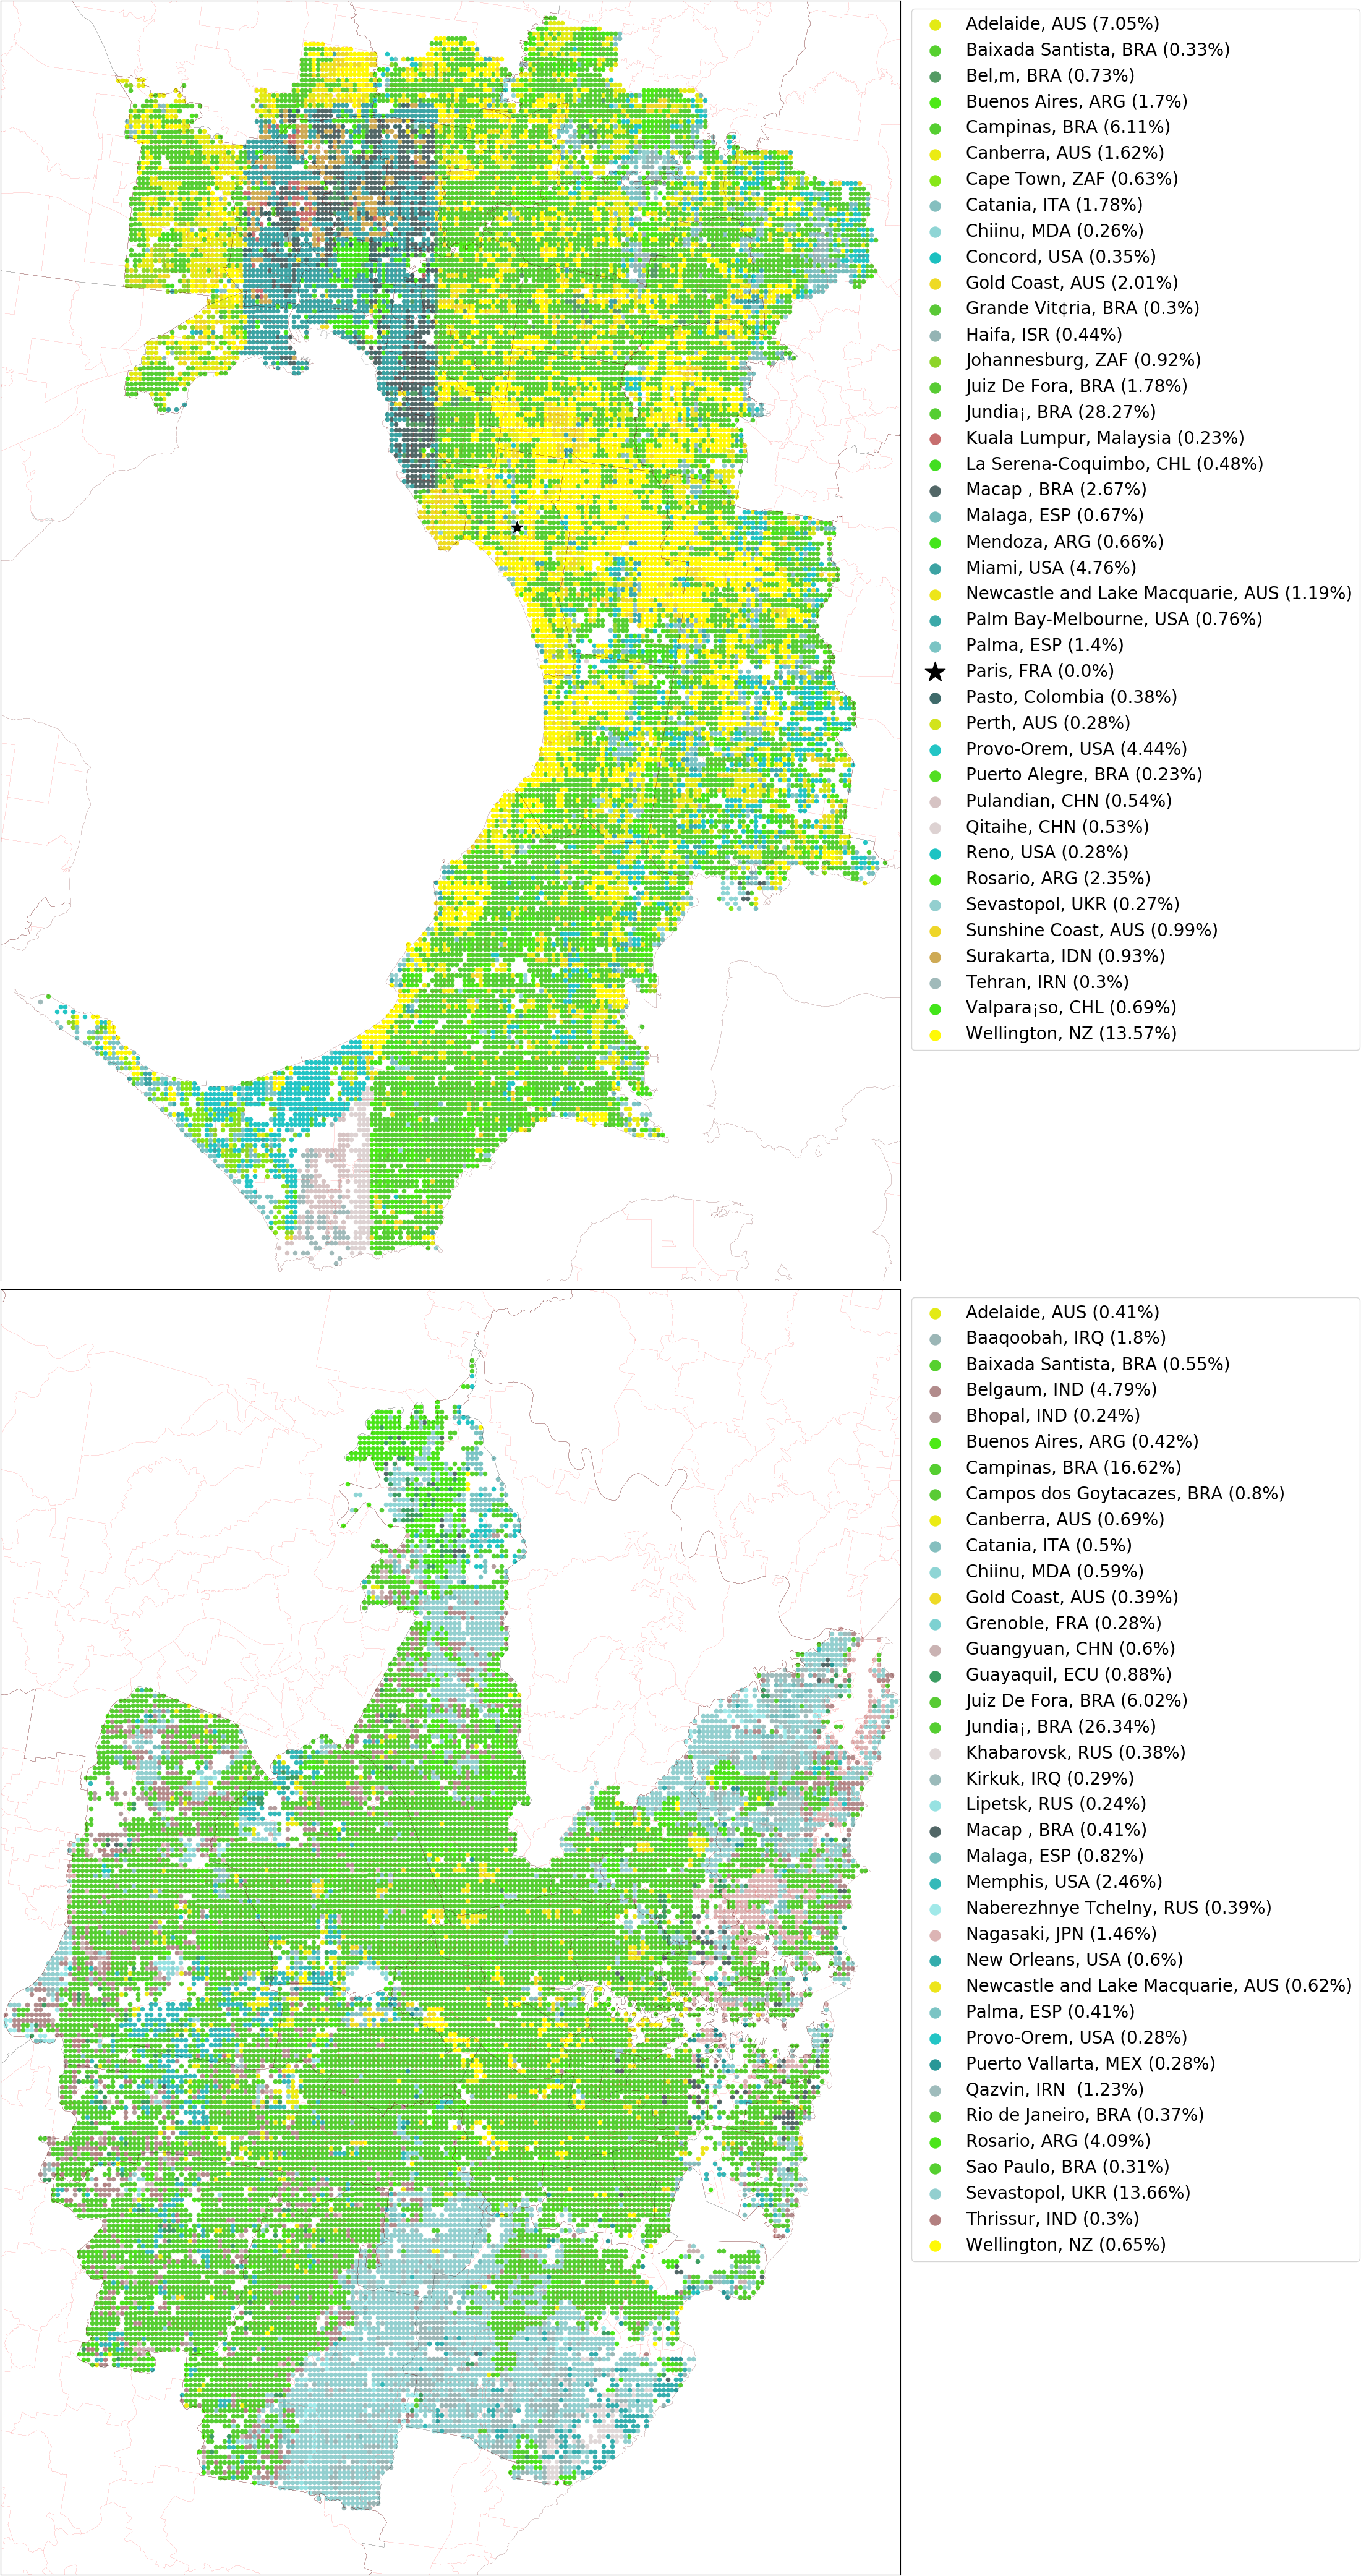 Adelaide, AUS (7.05%)
Baixada Santista, BRA (0.33%)
Bel,m, BRA (0.73%)
Buenos Aires, ARG (1.7%)
Campinas, BRA (6.11%)
Canberra, AUS (1.62%)
Cape Town, ZAF (0.63%)
Catania, ITA (1.78%)
Chiinu, MDA (0.26%)
Concord, USA (0.35%)
Gold Coast, AUS (2.01%)
Grande Vit¢ria, BRA (0.3%)
Haifa, ISR (0.44%)
Johannesburg, ZAF (0.92%)
Juiz De Fora, BRA (1.78%)
Jundia¡, BRA (28.27%)
Kuala Lumpur, Malaysia (0.23%)
La Serena-Coquimbo, CHL (0.48%)
Macap , BRA (2.67%)
Malaga, ESP (0.67%)
Mendoza, ARG (0.66%)
Miami, USA (4.76%)
Newcastle and Lake Macquarie, AUS (1.19%)
Palm Bay-Melbourne, USA (0.76%)
Palma, ESP (1.4%)
Paris, FRA (0.0%)
Pasto, Colombia (0.38%)
Perth, AUS (0.28%)
Provo-Orem, USA (4.44%)
Puerto Alegre, BRA (0.23%)
Pulandian, CHN (0.54%)
Qitaihe, CHN (0.53%)
Reno, USA (0.28%)
Rosario, ARG (2.35%)
Sevastopol, UKR (0.27%)
Sunshine Coast, AUS (0.99%)
Surakarta, IDN (0.93%)
Tehran, IRN (0.3%)
Valpara¡so, CHL (0.69%)
Wellington, NZ (13.57%)
Adelaide, AUS (0.41%)
Baaqoobah, IRQ (1.8%)
Baixada Santista, BRA (0.55%)
Belgaum, IND (4.79%)
Bhopal, IND (0.24%)
Buenos Aires, ARG (0.42%)
Campinas, BRA (16.62%)
Campos dos Goytacazes, BRA (0.8%)
Canberra, AUS (0.69%)
Catania, ITA (0.5%)
Chiinu, MDA (0.59%)
Gold Coast, AUS (0.39%)
Grenoble, FRA (0.28%)
Guangyuan, CHN (0.6%)
Guayaquil, ECU (0.88%)
Juiz De Fora, BRA (6.02%)
Jundia¡, BRA (26.34%)
Khabarovsk, RUS (0.38%)
Kirkuk, IRQ (0.29%)
Lipetsk, RUS (0.24%)
Macap , BRA (0.41%)
Malaga, ESP (0.82%)
Memphis, USA (2.46%)
Naberezhnye Tchelny, RUS (0.39%)
Nagasaki, JPN (1.46%)
New Orleans, USA (0.6%)
Newcastle and Lake Macquarie, AUS (0.62%)
Palma, ESP (0.41%)
Provo-Orem, USA (0.28%)
Puerto Vallarta, MEX (0.28%)
Qazvin, IRN  (1.23%)
Rio de Janeiro, BRA (0.37%)
Rosario, ARG (4.09%)
Sao Paulo, BRA (0.31%)
Sevastopol, UKR (13.66%)
Thrissur, IND (0.3%)
Wellington, NZ (0.65%)